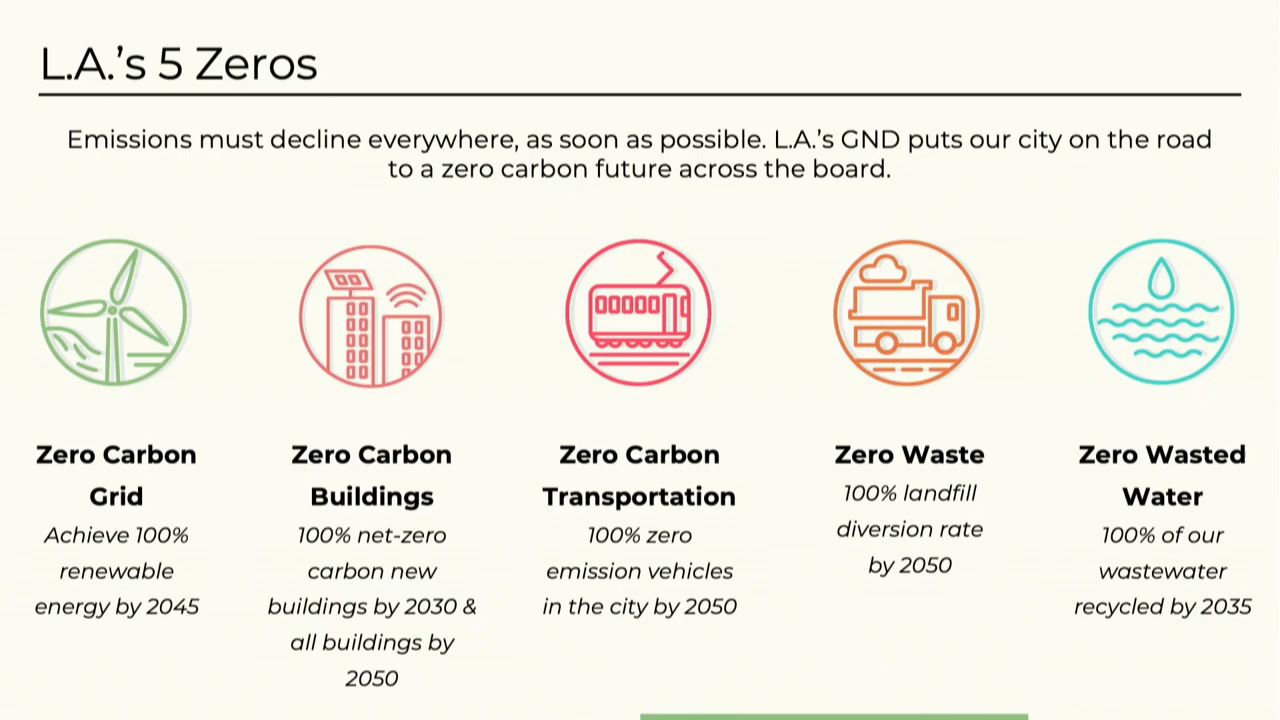 L.A.’s 5 Zeros
Emissions must decline everywhere, as soon as possible. L.A.’s GND puts our city on the road
to a zero carbon future across the board.
Zero Carbon
Grid
Achieve 100%
renewable
energy by 2045
Zero Carbon
Buildings
100% net-zero
carbon new
buildings by 2030 &
all buildings by
2050
Zero Carbon
Transportation
100% zero
emission vehicles
in the city by 2050
Zero Waste
100% landfill
diversion rate
by 2050
Zero Wasted
Water
100% of our
wastewater
recycled by 2035